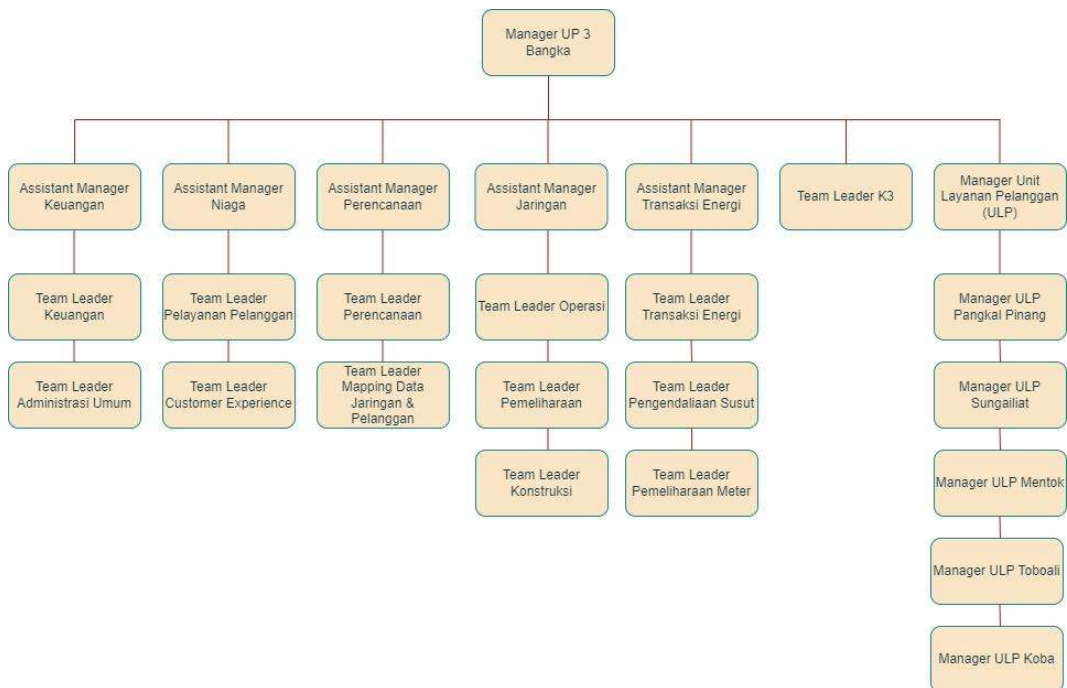 Manager UP 3
Bangka
Assistant Manager
Keuangan
Assistant Manager
Niaga
Assistant Manager
Perencanaan
Assistant Manager
Jaringan
Assistant Manager
Transaksi Energi
Team Leader K3
Manager Unit
Layanan Pelanggan
(ULP)
Team Leader
Keuangan
Team Leader
Pelayanan Pelanggan
Team Leader
Perencanaan
Team Leader Operasi
Team Leader
Transaksi Energi
Manager ULP
Pangkal Pinang
Team Leader
Administrasi Umum
Team Leader
Customer Experience
Team Leader
Mapping Data
Jaringan &
Pelanggan
Team Leader
Pemeliharaan
Team Leader
Pengendaliaan Susut
Manager ULP
Sungailiat
Team Leader
Konstruksi
Team Leader
Pemeliharaan Meter
Manager ULP Mentok
Manager ULP Toboali
Manager ULP Koba